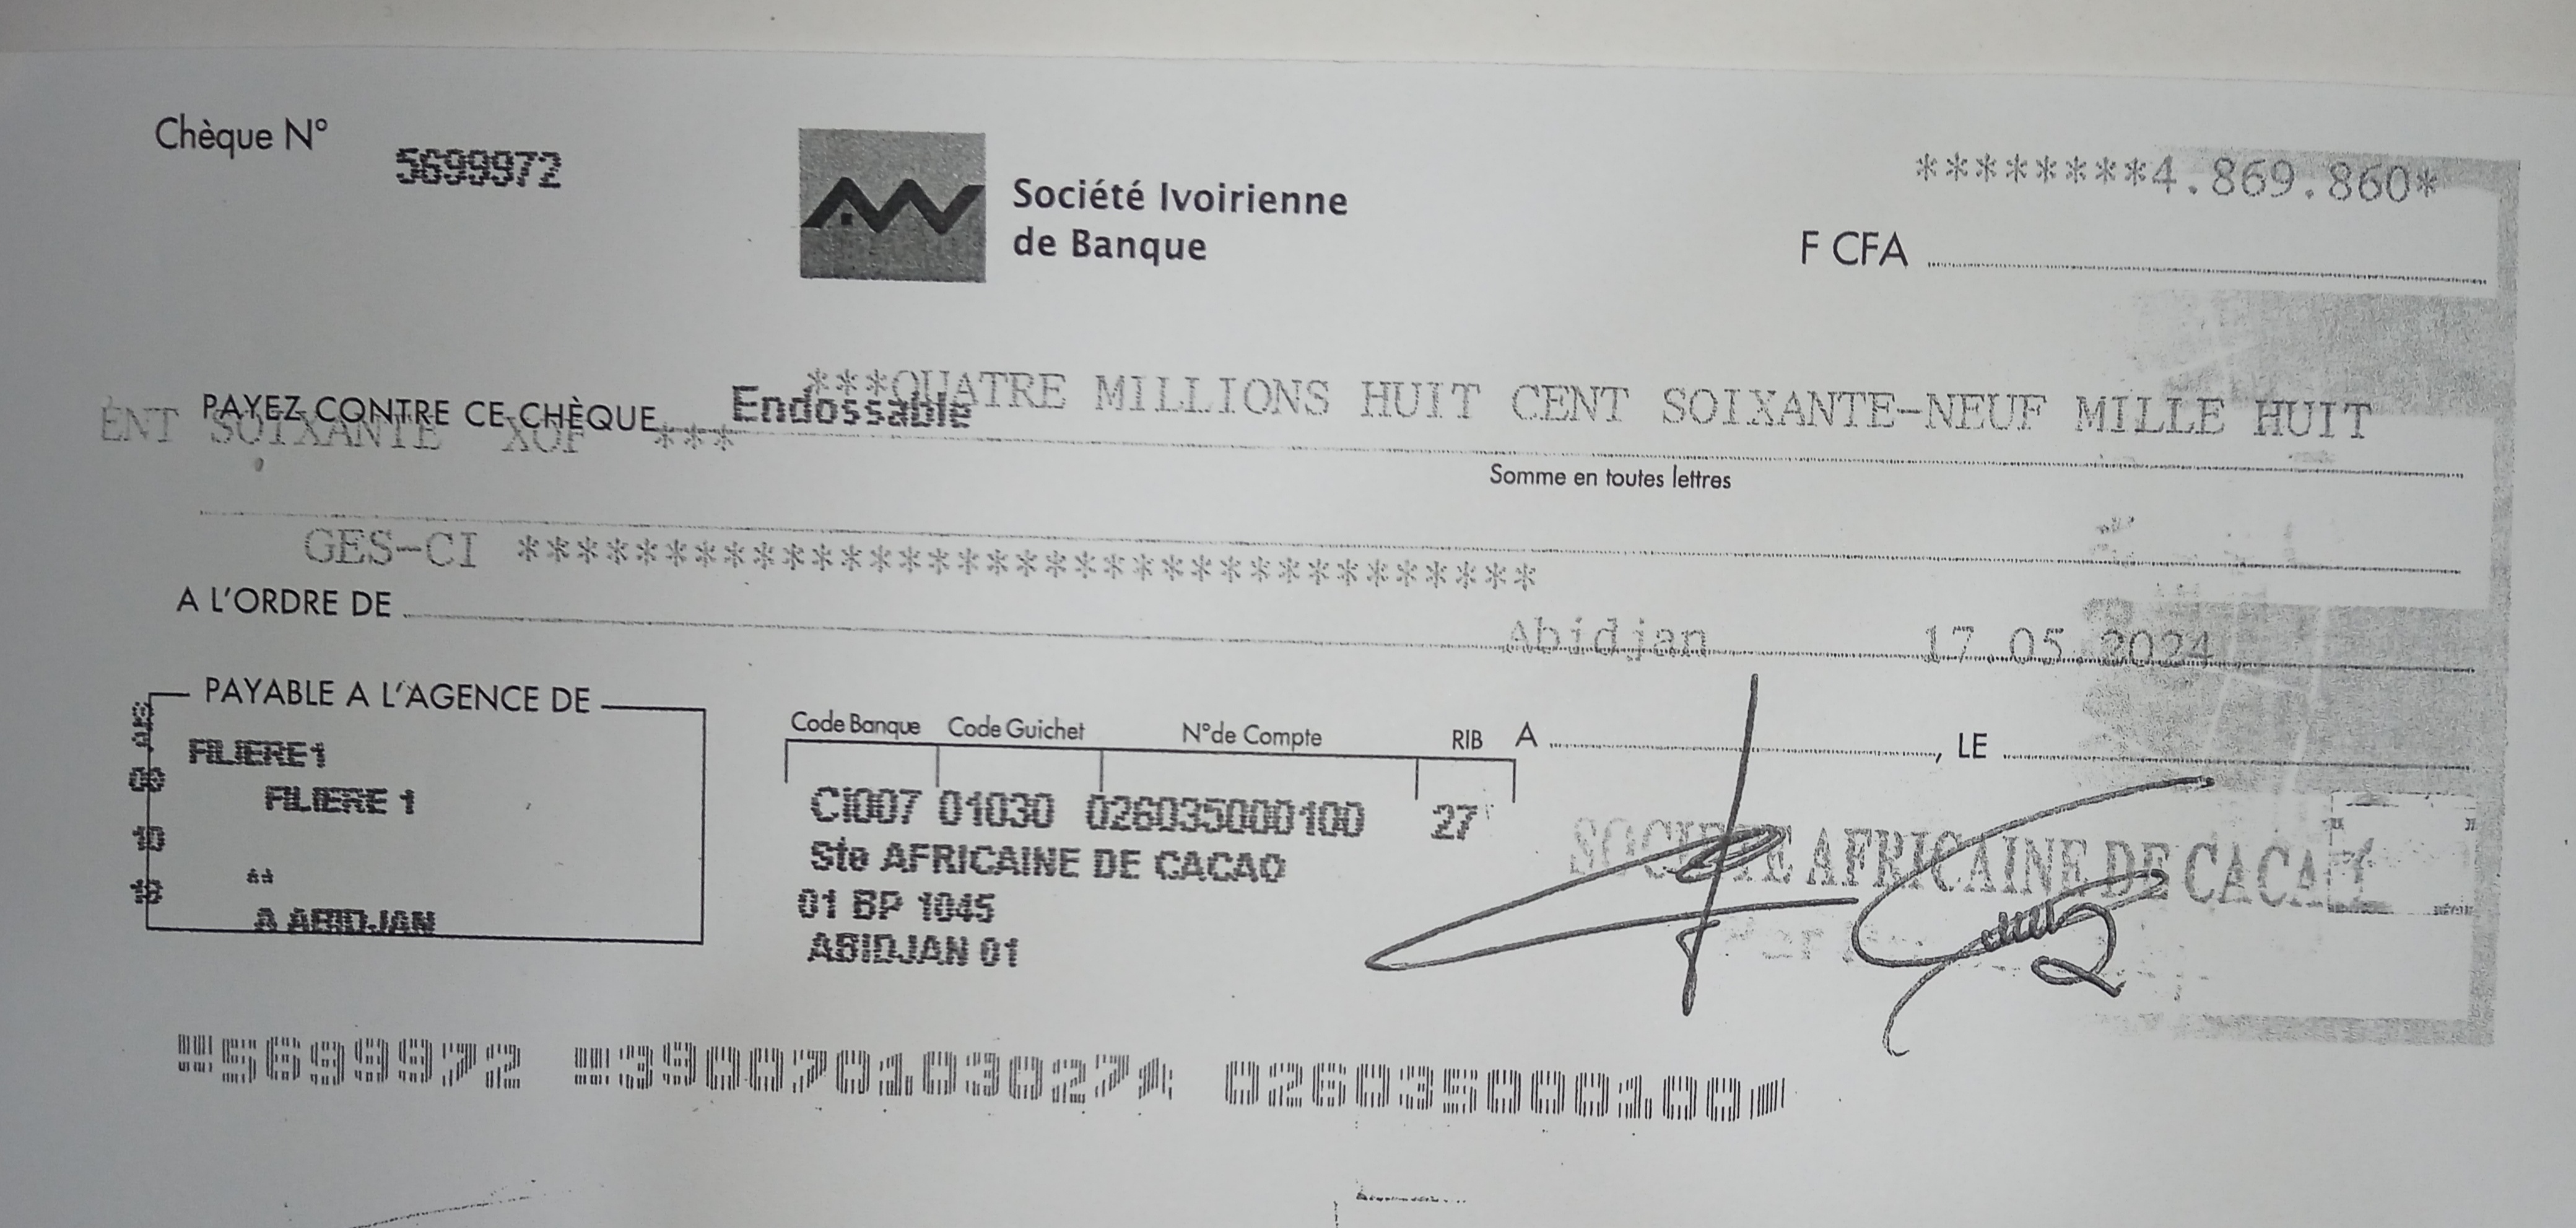 Chèque N°
5699972
Société Ivoirienne
de Banque
********4.869.860*
F CFA
PAYEZ CONTRE CE CHÈQUE Endossable ***QUATRE MILLIONS HUIT CENT SOIXANTE-NEUF MILLE HUIT
ENT SOIXANTE XOF ***
Somme en toutes lettres
GES-CI ***********************************
A L'ORDRE DE
Abidjan 17.05.2024
PAYABLE A L'AGENCE DE
FILIERE1
FILIERE 1
**
A ABIDJAN
Code Banque Code Guichet N°de Compte RIB
CI007 01030 026035000100 27
Ste AFRICAINE DE CACAO
01 BP 1045
ABIDJAN 01
A , LE
SOCIETE AFRICAINE DE CACAO
5699972 390070103027 026035000100